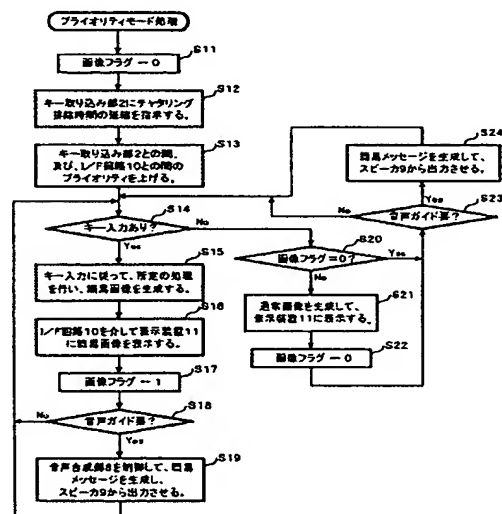 プライオリティモード処理
S11
画像フラグ ← 0
S12
キー取り込み部2にチャタリング
排除時間の短縮を指示する。
S13
キー取り込み部2との間、
及び、I/F回路10との間の
プライオリティを上げる。
S14
キー入力あり?
No
Yes
S15
キー入力に従って、所定の処理
を行い、簡易画像を生成する。
S16
I/F回路10を介して表示装置11
に簡易画像を表示する。
S17
画像フラグ ← 1
S18
音声ガイド要?
No
Yes
S19
音声合成部8を制御して、簡易
メッセージを生成し、
スピーカ9から出力させる。
S20
画像フラグ=0?
Yes
No
S21
通常画像を生成して、
表示装置11に表示する。
S22
画像フラグ ← 0
S23
音声ガイド要?
No
Yes
S24
簡易メッセージを生成して、
スピーカ9から出力させる。